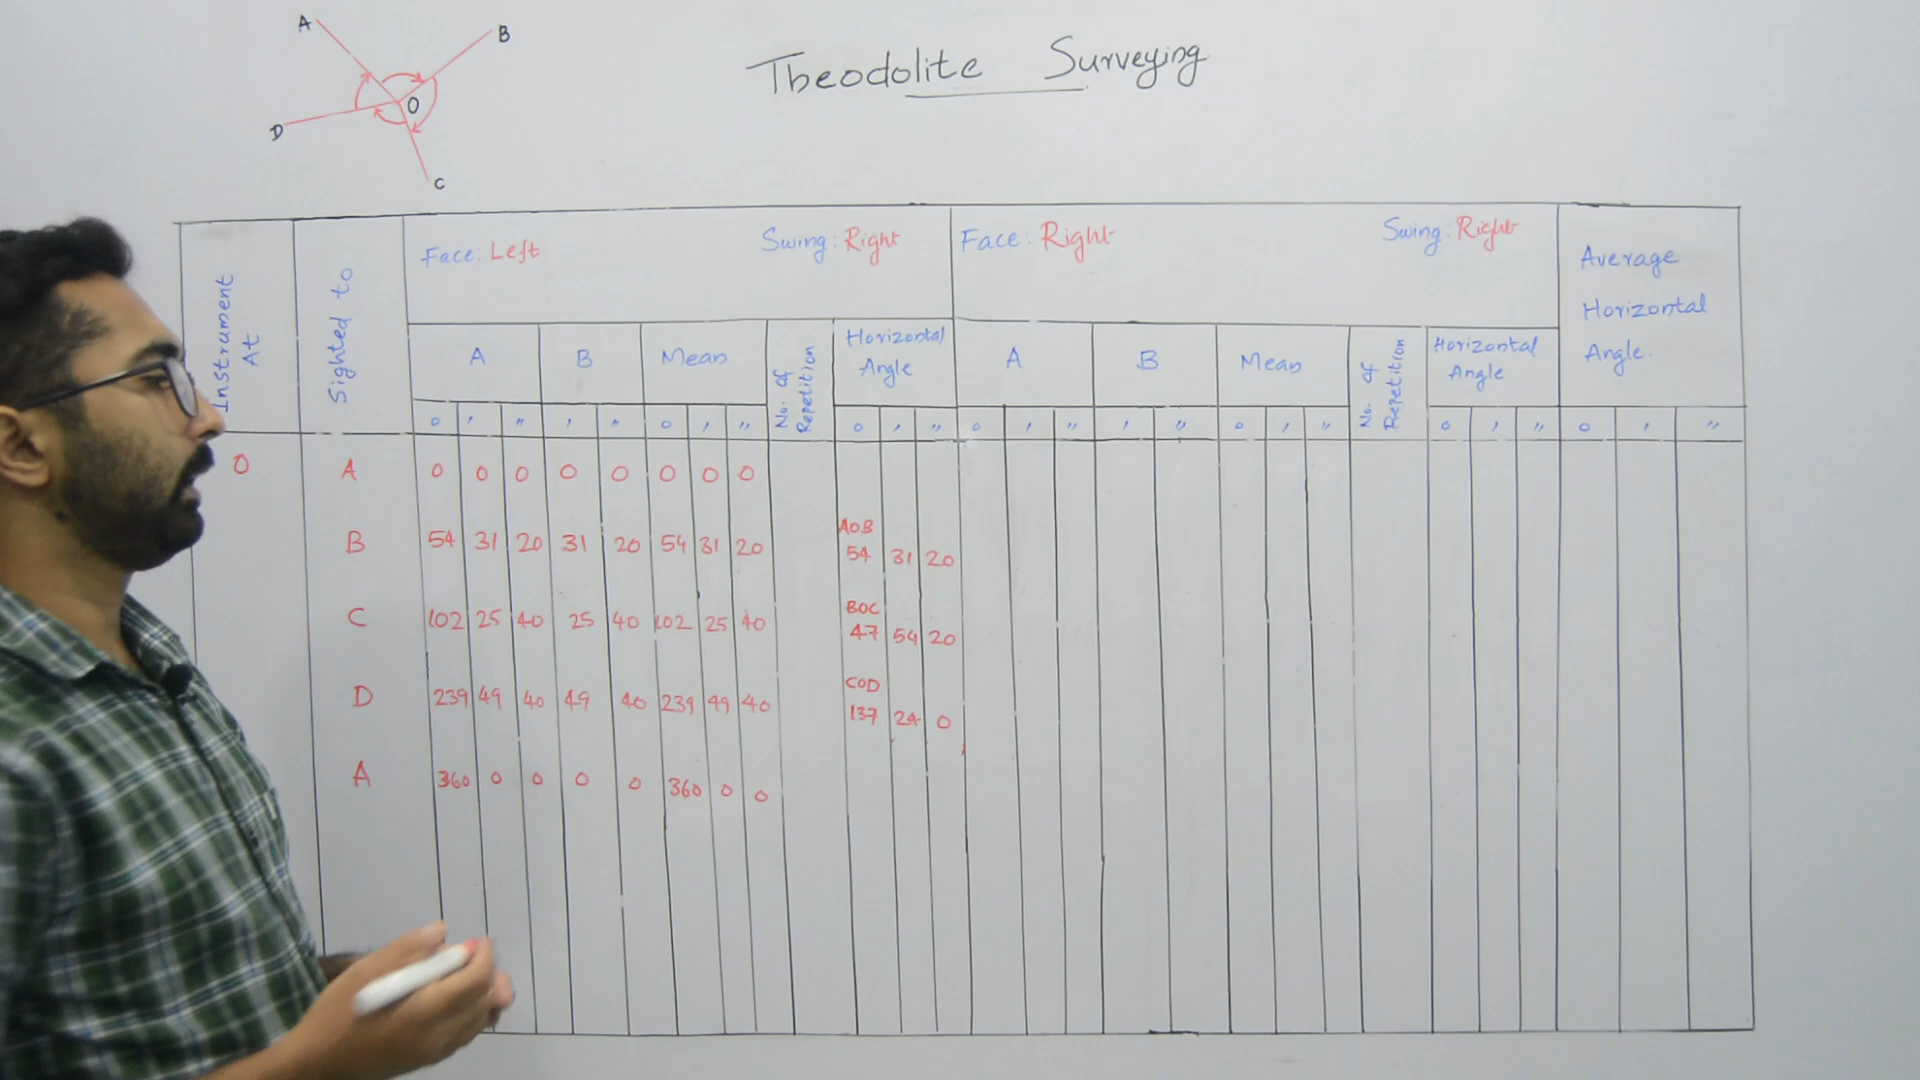 A
B
O
D
C
Theodolite Surveying
Instrument At
Sighted to
Face: Left Swing: Right
Face: Right Swing: Right
Average
Horizontal
Angle.
A B Mean No. of Repetition Horizontal Angle
A B Mean No. of Repetition Horizontal Angle
° ' " ' " ° ' " ° ' " ° ' " ' " ° ' " ° ' " ° ' "
O A 0 0 0 0 0 0 0 0
AOB
B 54 31 20 31 20 54 31 20 54 31 20
BOC
C 102 25 40 25 40 102 25 40 47 54 20
COD
D 239 49 40 49 40 239 49 40 137 24 0
A 360 0 0 0 0 360 0 0